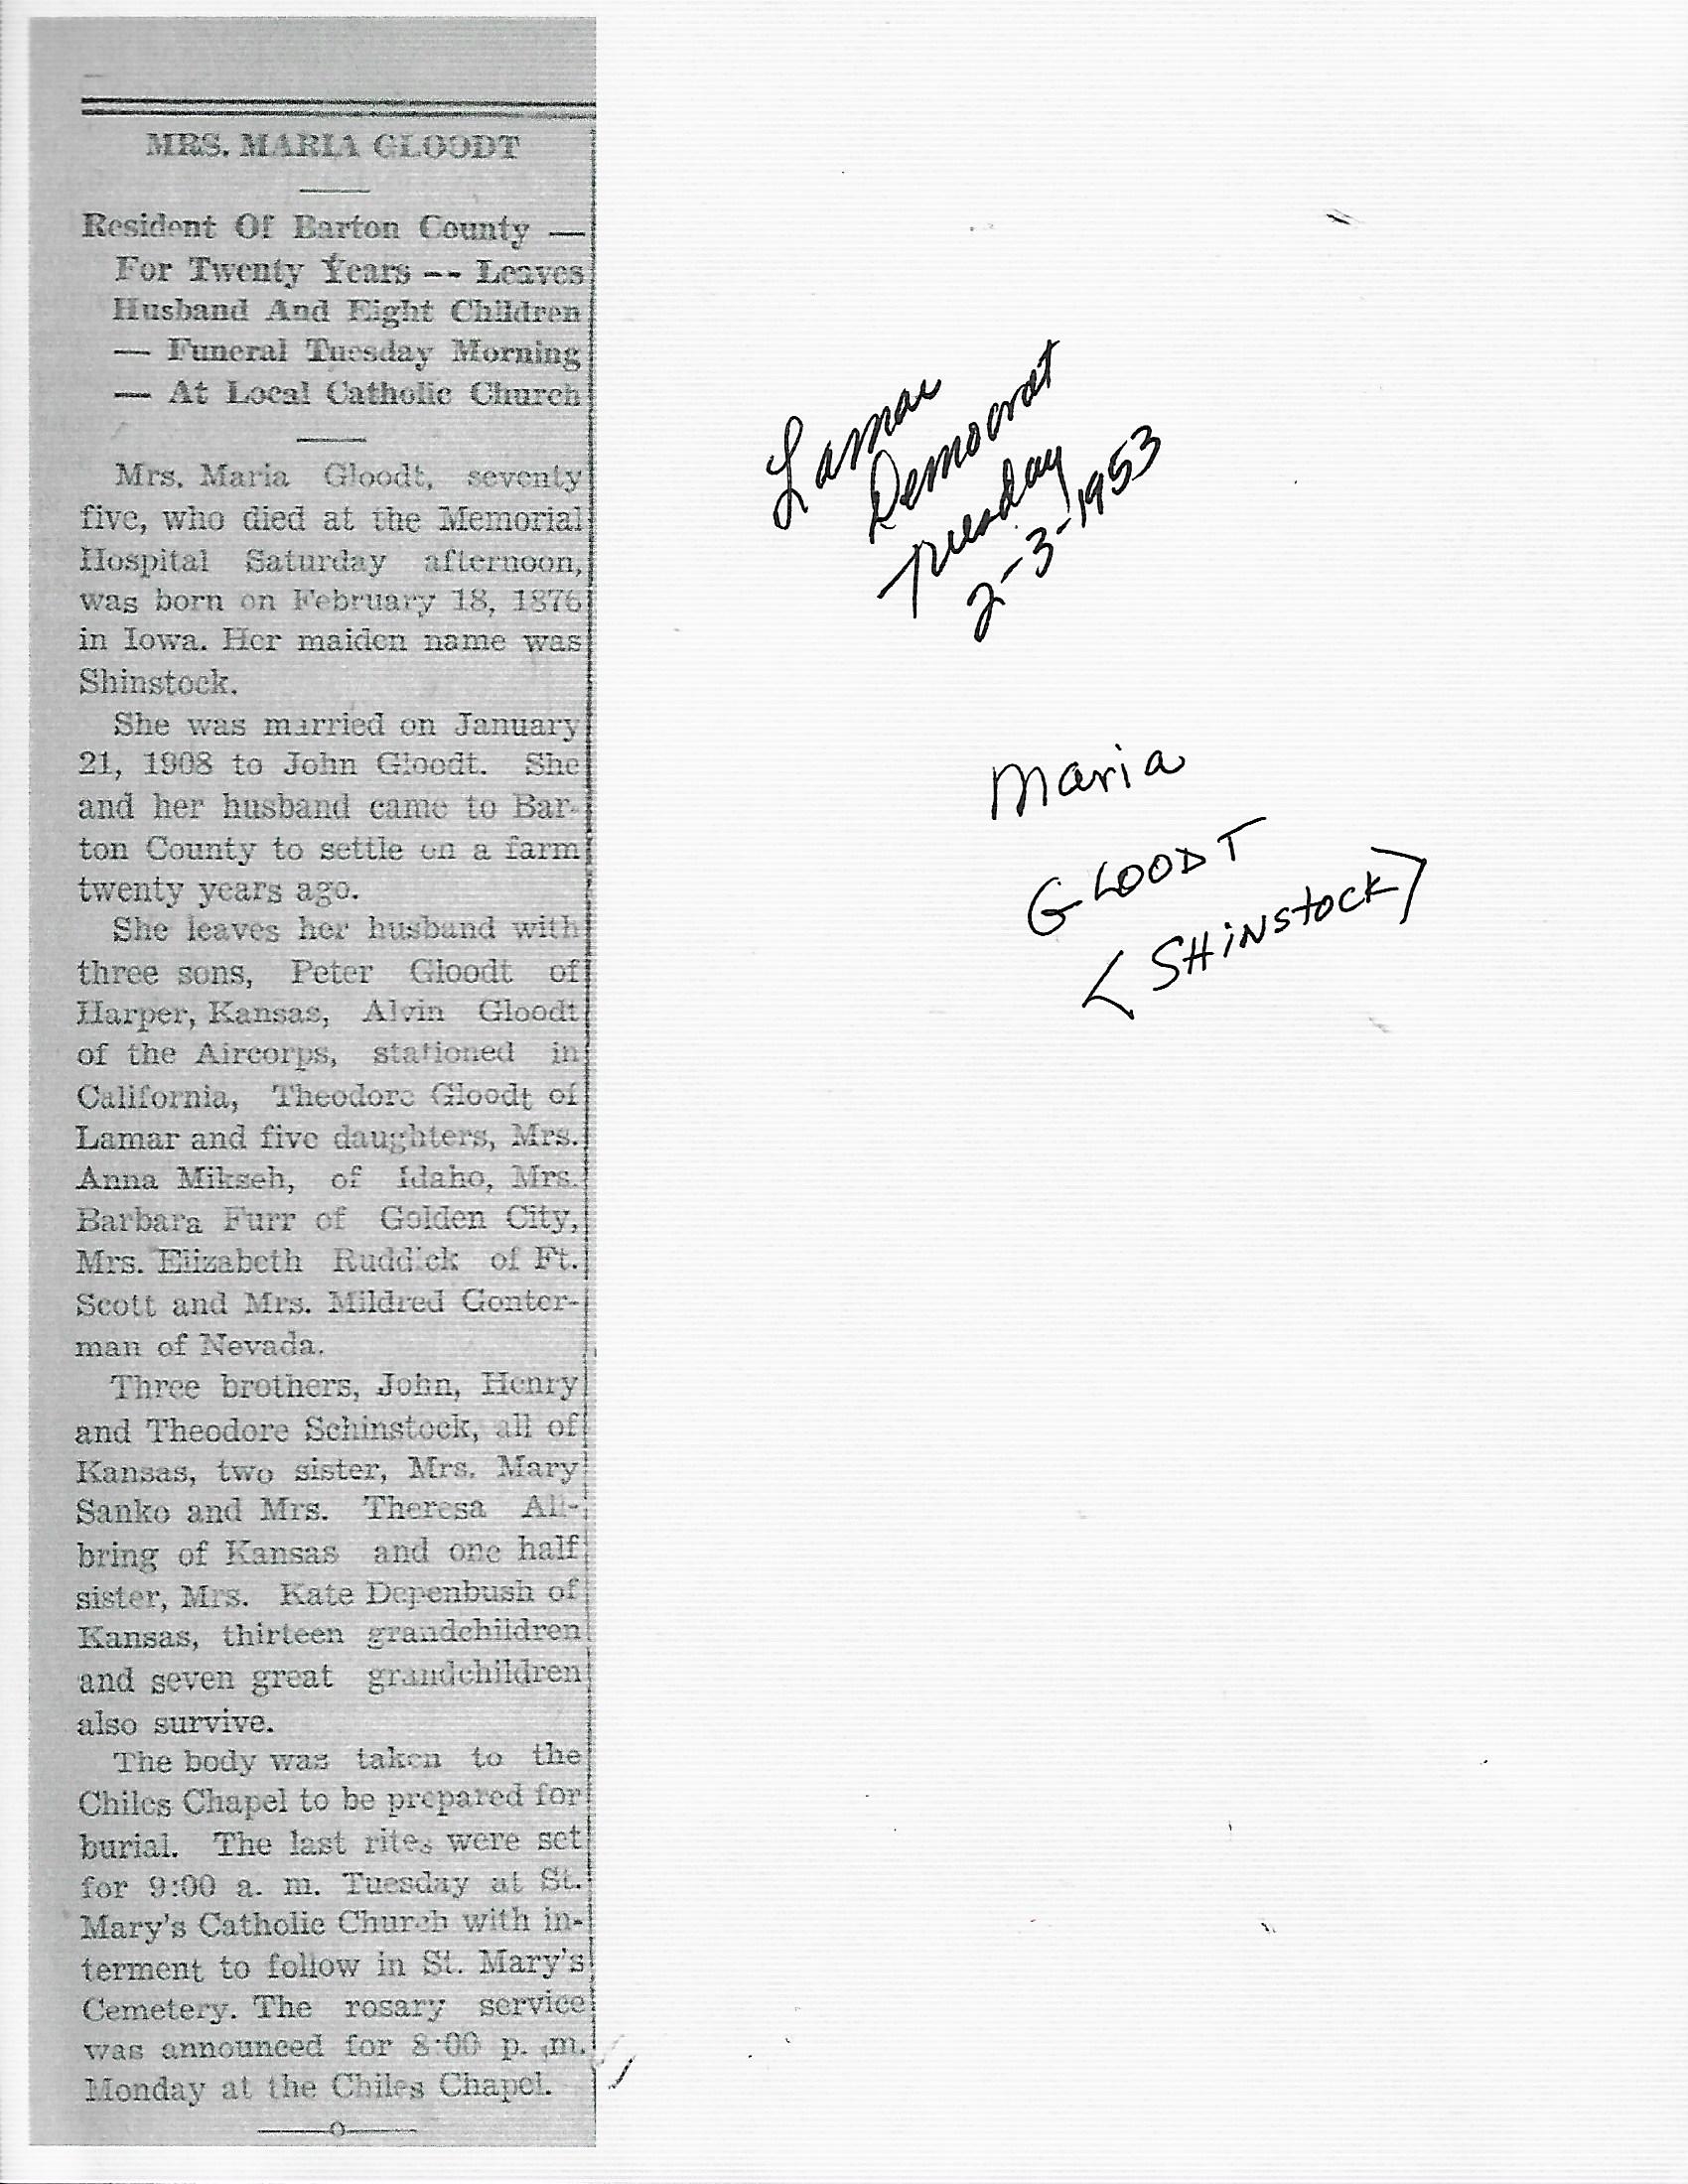 MRS. MARIA GLOODT
Resident Of Barton County —
For Twenty Years -- Leaves
Husband And Eight Children
— Funeral Tuesday Morning
— At Local Catholic Church
Mrs. Maria Gloodt, seventy
five, who died at the Memorial
Hospital Saturday afternoon,
was born on February 18, 1876
in Iowa. Her maiden name was
Shinstock.
She was married on January
21, 1908 to John Gloodt. She
and her husband came to Bar-
ton County to settle on a farm
twenty years ago.
She leaves her husband with
three sons, Peter Gloodt of
Harper, Kansas, Alvin Gloodt
of the Aircorps, stationed in
California, Theodore Gloodt of
Lamar and five daughters, Mrs.
Anna Mikseh, of Idaho, Mrs.
Barbara Furr of Golden City,
Mrs. Elizabeth Ruddick of Ft.
Scott and Mrs. Mildred Gonter-
man of Nevada.
Three brothers, John, Henry
and Theodore Schinstock, all of
Kansas, two sister, Mrs. Mary
Sanko and Mrs. Theresa All-
bring of Kansas and one half
sister, Mrs. Kate Depenbush of
Kansas, thirteen grandchildren
and seven great grandchildren
also survive.
The body was taken to the
Chiles Chapel to be prepared for
burial. The last rites were set
for 9:00 a. m. Tuesday at St.
Mary's Catholic Church with in-
terment to follow in St. Mary's
Cemetery. The rosary service
was announced for 8:00 p. m.
Monday at the Chiles Chapel.
Lamar
Democrat
Tuesday
2-3-1953
Maria
GLOODT
<SHiNstock>